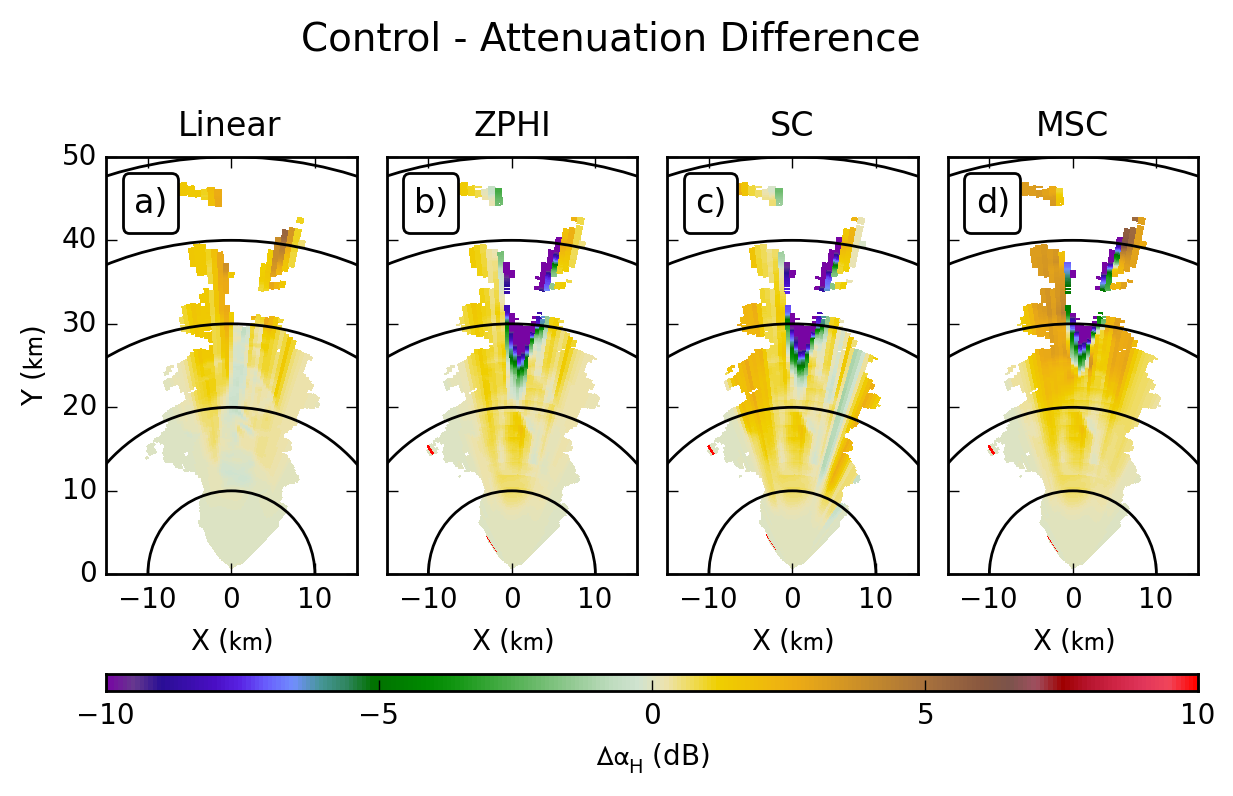 Control - Attenuation Difference
Linear ZPHI SC MSC
a) b) c) d)
50
40
30
20
10
0
Y (km)
−10 0 10 −10 0 10 −10 0 10 −10 0 10
X (km) X (km) X (km) X (km)
−10 −5 0 5 10
ΔαH (dB)